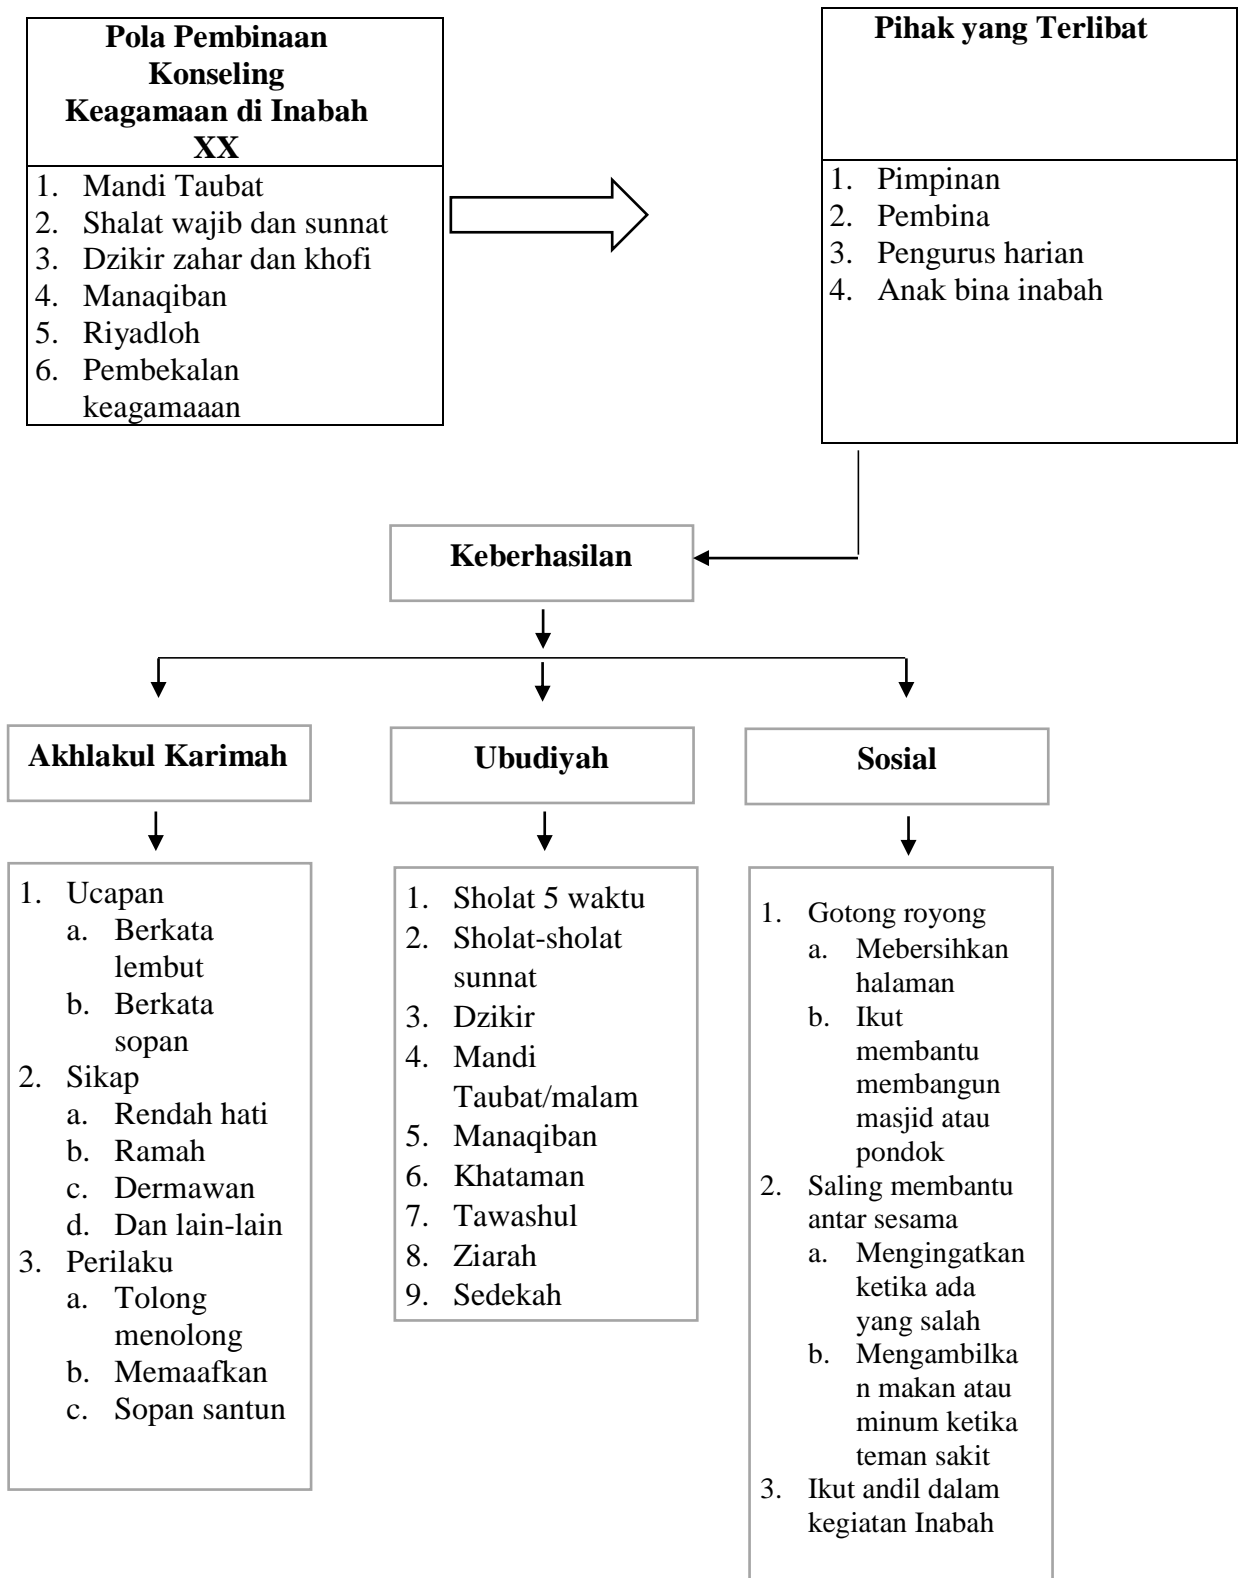 Pola Pembinaan
Konseling
Keagamaan di Inabah
XX
1. Mandi Taubat
2. Shalat wajib dan sunnat
3. Dzikir zahar dan khofi
4. Manaqiban
5. Riyadloh
6. Pembekalan
keagamaaan
Pihak yang Terlibat
1. Pimpinan
2. Pembina
3. Pengurus harian
4. Anak bina inabah
Keberhasilan
Akhlakul Karimah
1. Ucapan
a. Berkata
lembut
b. Berkata
sopan
2. Sikap
a. Rendah hati
b. Ramah
c. Dermawan
d. Dan lain-lain
3. Perilaku
a. Tolong
menolong
b. Memaafkan
c. Sopan santun
Ubudiyah
1. Sholat 5 waktu
2. Sholat-sholat
sunnat
3. Dzikir
4. Mandi
Taubat/malam
5. Manaqiban
6. Khataman
7. Tawashul
8. Ziarah
9. Sedekah
Sosial
1. Gotong royong
a. Mebersihkan
halaman
b. Ikut
membantu
membangun
masjid atau
pondok
2. Saling membantu
antar sesama
a. Mengingatkan
ketika ada
yang salah
b. Mengambilka
n makan atau
minum ketika
teman sakit
3. Ikut andil dalam
kegiatan Inabah